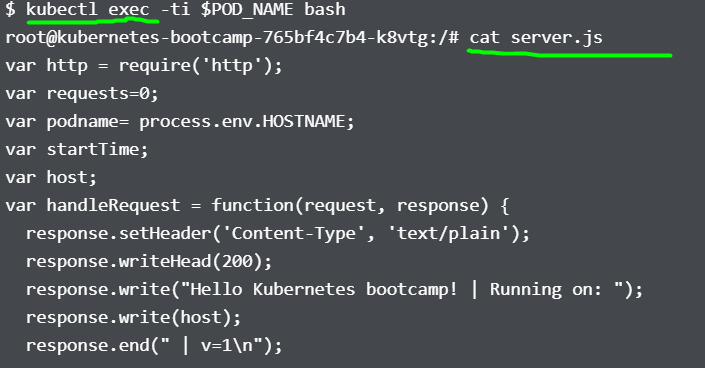 $ kubectl exec -ti $POD_NAME bash
root@kubernetes-bootcamp-765bf4c7b4-k8vtg:/# cat server.js
var http = require('http');
var requests=0;
var podname= process.env.HOSTNAME;
var startTime;
var host;
var handleRequest = function(request, response) {
  response.setHeader('Content-Type', 'text/plain');
  response.writeHead(200);
  response.write("Hello Kubernetes bootcamp! | Running on: ");
  response.write(host);
  response.end(" | v=1\n");